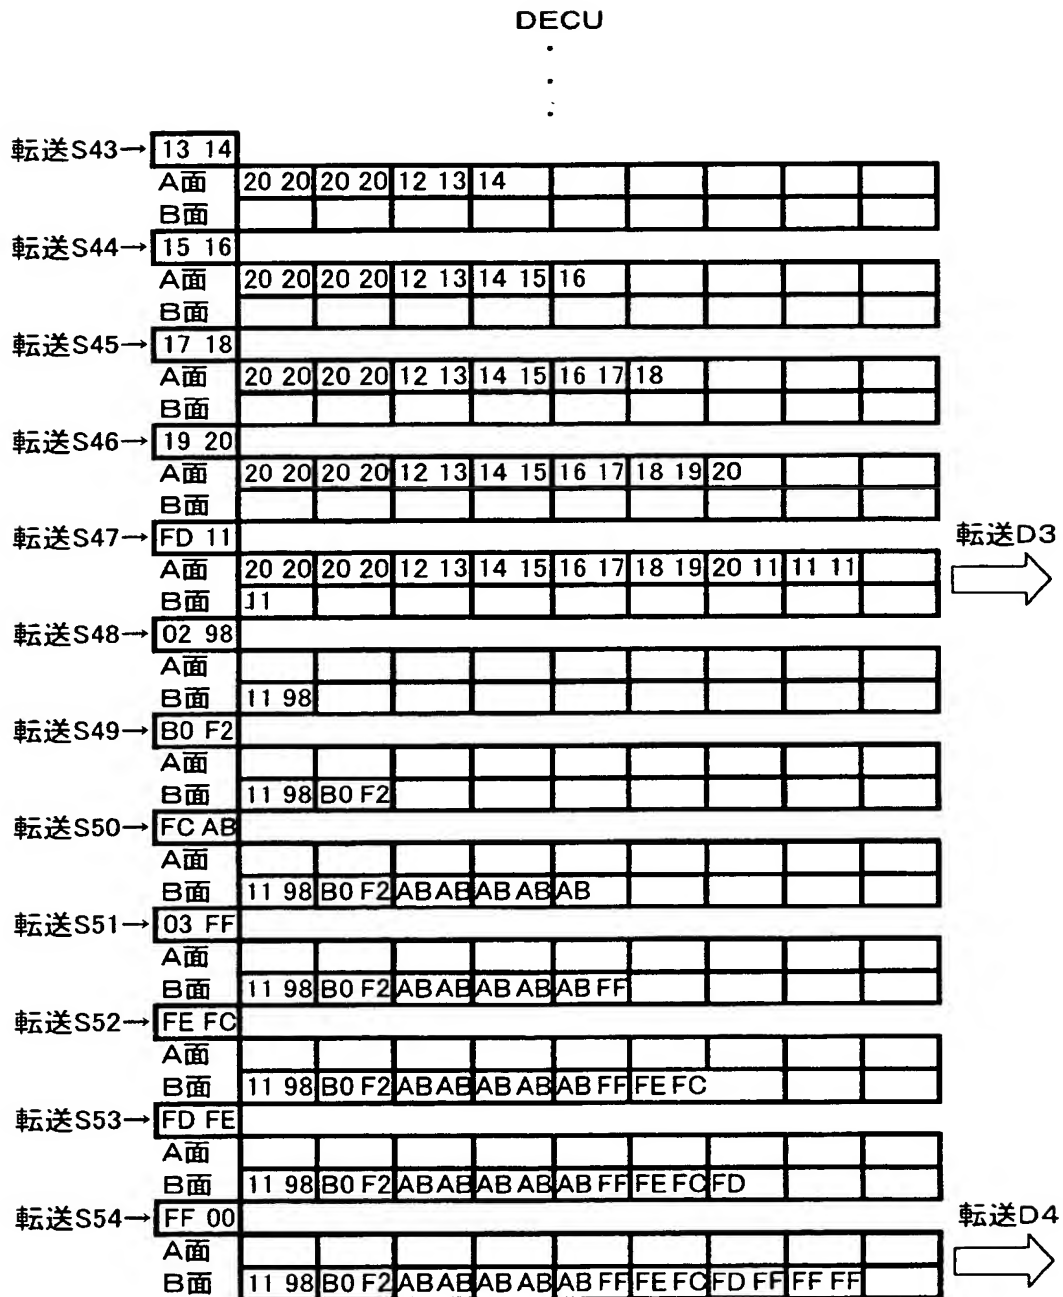 DECU
転送S43→ 13 14
A面 20 20 20 20 12 13 14
B面
転送S44→ 15 16
A面 20 20 20 20 12 13 14 15 16
B面
転送S45→ 17 18
A面 20 20 20 20 12 13 14 15 16 17 18
B面
転送S46→ 19 20
A面 20 20 20 20 12 13 14 15 16 17 18 19 20
B面
転送S47→ FD 11 転送D3
A面 20 20 20 20 12 13 14 15 16 17 18 19 20 11 11 11
B面 11
転送S48→ 02 98
A面
B面 11 98
転送S49→ B0 F2
A面
B面 11 98 B0 F2
転送S50→ FC AB
A面
B面 11 98 B0 F2 AB AB AB AB AB
転送S51→ 03 FF
A面
B面 11 98 B0 F2 AB AB AB AB AB FF
転送S52→ FE FC
A面
B面 11 98 B0 F2 AB AB AB AB AB FF FE FC
転送S53→ FD FE
A面
B面 11 98 B0 F2 AB AB AB AB AB FF FE FC FD
転送S54→ FF 00 転送D4
A面
B面 11 98 B0 F2 AB AB AB AB AB FF FE FC FD FF FF FF